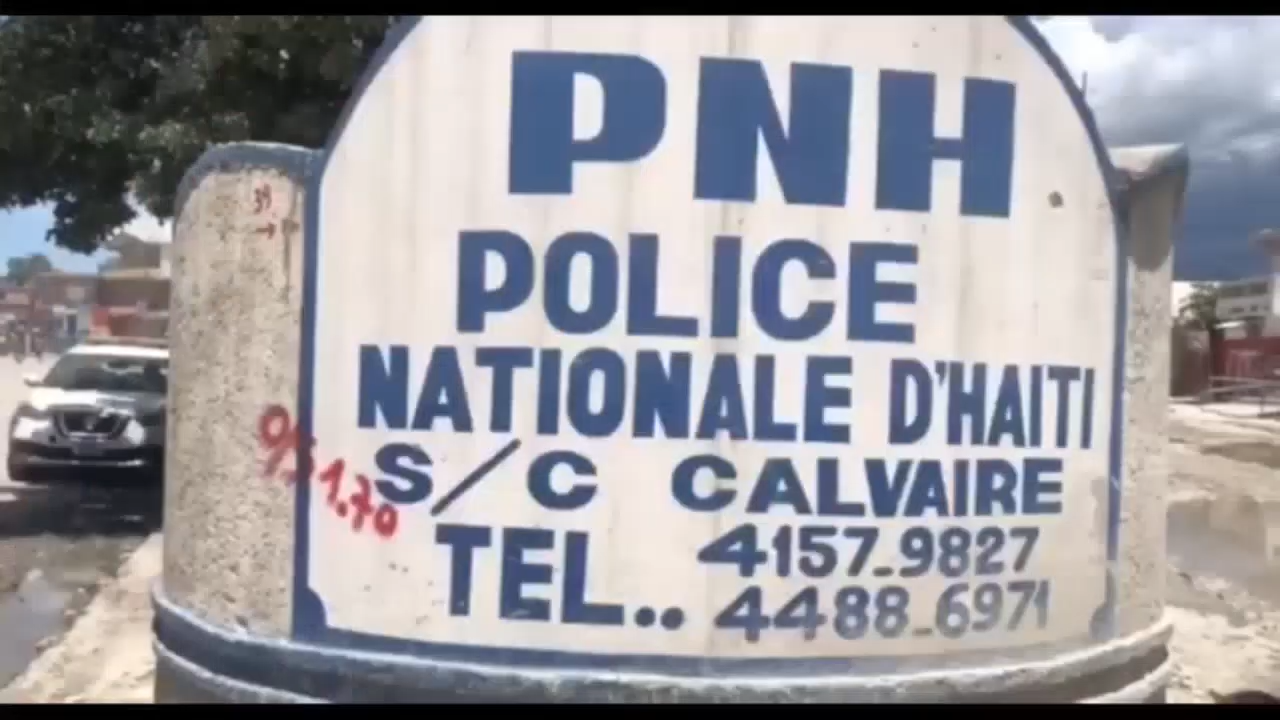 PNH
POLICE
NATIONALE D'HAITI
S/C CALVAIRE
TEL.. 4157-9827
4488-6971